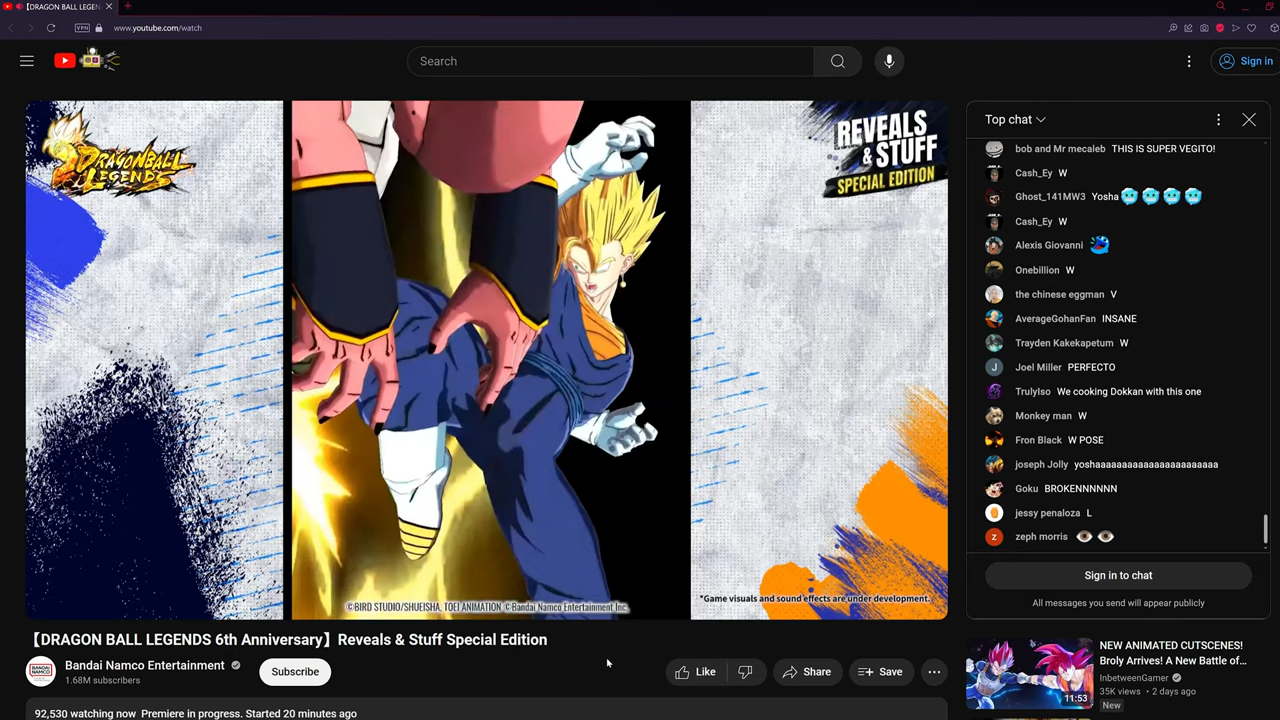 【DRAGON BALL LEGEN
www.youtube.com/watch
VPN
Search
Sign in
DRAGONBALL
LEGENDS
REVEALS
& STUFF
SPECIAL EDITION
©BIRD STUDIO/SHUEISHA, TOEI ANIMATION ©Bandai Namco Entertainment Inc.
*Game visuals and sound effects are under development.
Top chat
bob and Mr mecaleb THIS IS SUPER VEGITO!
Cash_Ey W
Ghost_141MW3 Yosha
Cash_Ey W
Alexis Giovanni
Onebillion W
the chinese eggman V
AverageGohanFan INSANE
Trayden Kakekapetum W
J Joel Miller PERFECTO
TrulyIso We cooking Dokkan with this one
Monkey man W
Fron Black W POSE
joseph Jolly yoshaaaaaaaaaaaaaaaaaaaaaaa
Goku BROKENNNNN
jessy penaloza L
z zeph morris
Sign in to chat
All messages you send will appear publicly
【DRAGON BALL LEGENDS 6th Anniversary】Reveals & Stuff Special Edition
BANDAI
NAMCO
Bandai Namco Entertainment
1.68M subscribers
Subscribe
Like
Share
Save
92,530 watching now Premiere in progress. Started 20 minutes ago
NEW ANIMATED CUTSCENES!
Broly Arrives! A New Battle of...
InbetweenGamer
35K views • 2 days ago
New
11:53